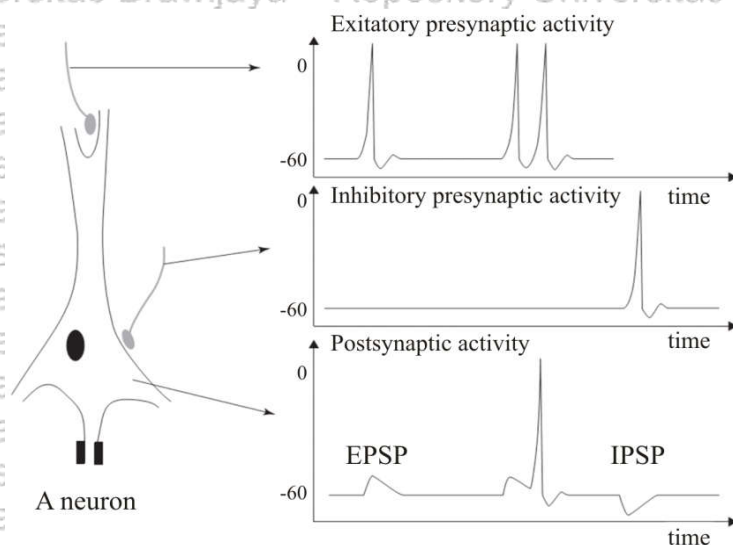 Exitatory presynaptic activity
0
-60
time
Inhibitory presynaptic activity
0
-60
time
Postsynaptic activity
0
EPSP
IPSP
-60
time
A neuron